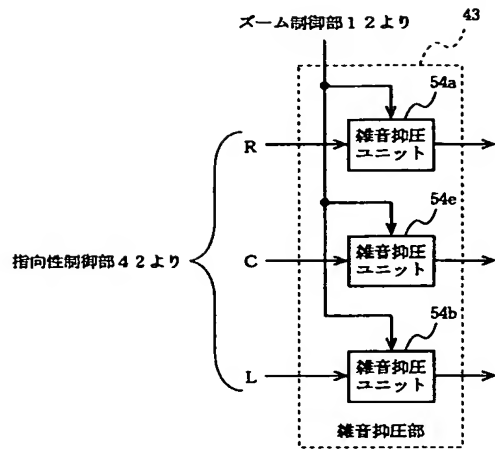 ズーム制御部12より
43
54a
雑音抑圧
ユニット
R
54e
雑音抑圧
ユニット
指向性制御部42より
C
54b
雑音抑圧
ユニット
L
雑音抑圧部